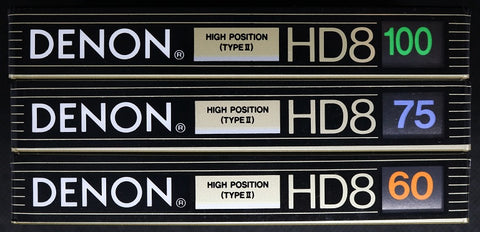 DENON® HIGH POSITION (TYPE II) HD8 100
DENON® HIGH POSITION (TYPE II) HD8 75
DENON® HIGH POSITION (TYPE II) HD8 60